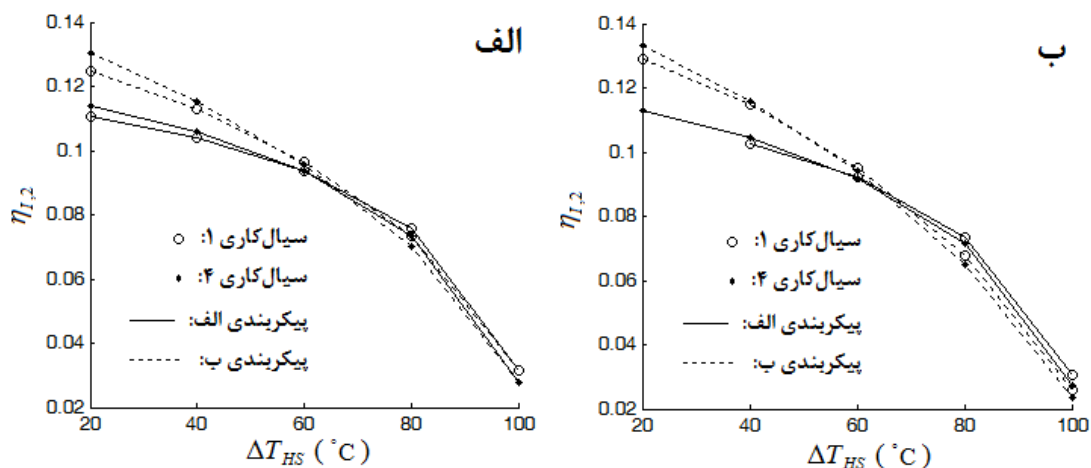 الف
0.14
0.12
0.1
0.08
0.06
0.04
0.02
η_{I,2}
سیال‌کاری ۱:
سیال‌کاری ۴:
پیکربندی الف:
پیکربندی ب:
20 40 60 80 100
ΔT_{HS} ( °C )
ب
0.14
0.12
0.1
0.08
0.06
0.04
0.02
η_{I,2}
سیال‌کاری ۱:
سیال‌کاری ۴:
پیکربندی الف:
پیکربندی ب:
20 40 60 80 100
ΔT_{HS} ( °C )